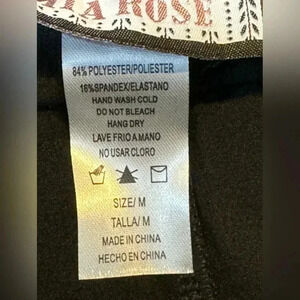 ROSE
84% POLYESTER/POLIESTER
16%SPANDEX/ELASTANO
HAND WASH COLD
DO NOT BLEACH
HANG DRY
LAVE FRIO A MANO
NO USAR CLORO
SIZE/ M
TALLA/ M
MADE IN CHINA
HECHO EN CHINA